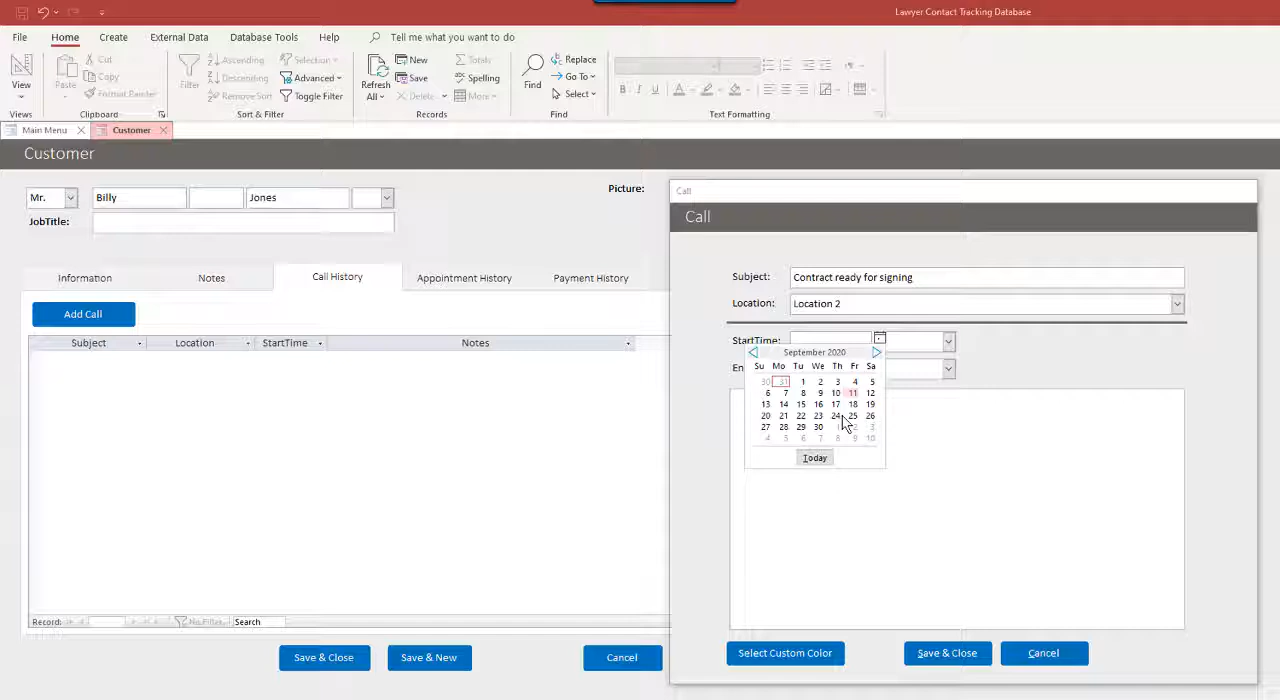 Lawyer Contact Tracking Database
File Home Create External Data Database Tools Help Tell me what you want to do
View Paste Cut Copy Format Painter Filter Ascending Descending Remove Sort Selection Advanced Toggle Filter Refresh All New Save Delete Totals Spelling More Find Replace Go To Select B I U A
Views Clipboard Sort & Filter Records Find Text Formatting
Main Menu Customer
Customer
Mr. Billy Jones
JobTitle:
Picture:
Information Notes Call History Appointment History Payment History
Add Call
Subject Lovtion StartTime Notes
Record: No Filter Search
Save & Close Save & New Cancel
Call
Call
Subject: Contract ready for signing
Location: Location 2
StartTime:
En
September 2020
Su Mo Tu We Th Fr Sa
30 31 1 2 3 4 5
6 7 8 9 10 11 12
13 14 15 16 17 18 19
20 21 22 23 24 25 26
27 28 29 30 1 2 3
4 5 6 7 8 9 10
Today
Select Custom Color Save & Close Cancel